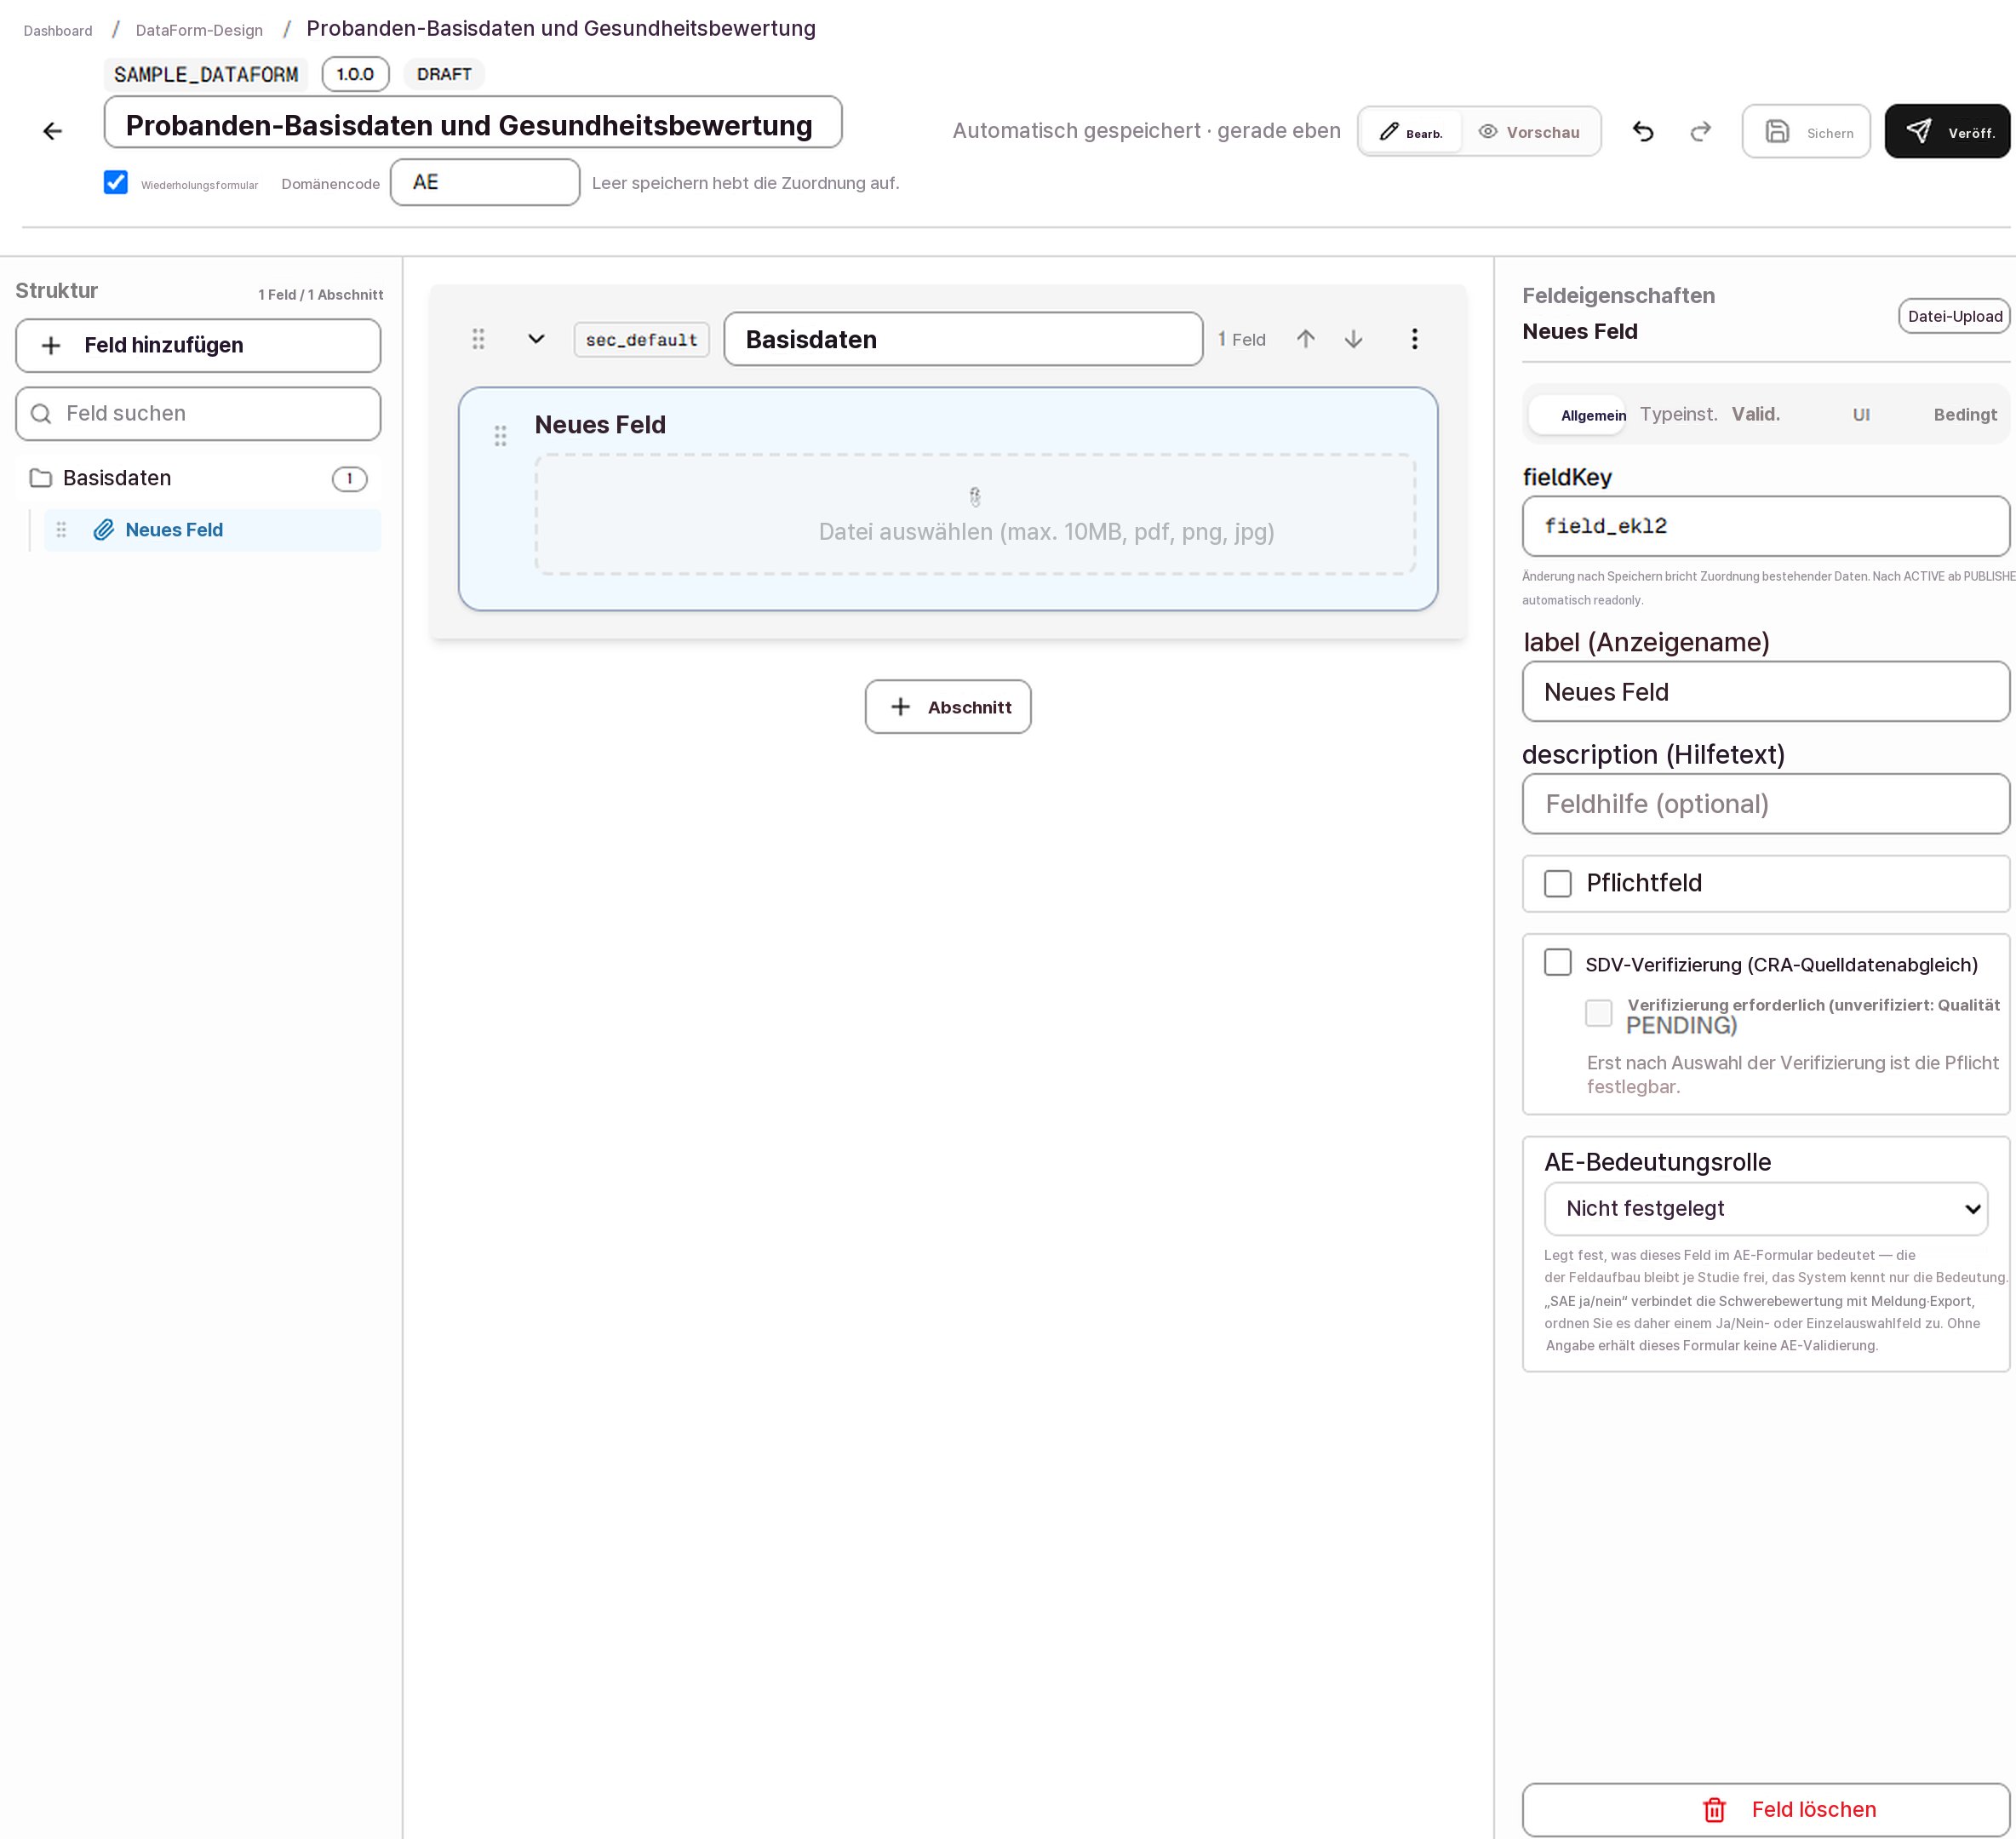 Dashboard / DataForm-Design / Probanden-Basisdaten und Gesundheitsbewertung
SAMPLE_DATAFORM 1.0.0 DRAFT
Probanden-Basisdaten und Gesundheitsbewertung
Automatisch gespeichert · gerade eben
Bearb.
Vorschau
Sichern
Veröff.
Wiederholungsformular
Domänencode
AE
Leer speichern hebt die Zuordnung auf.
Struktur
1 Feld / 1 Abschnitt
Feld hinzufügen
Feld suchen
Basisdaten
1
Neues Feld
sec_default
Basisdaten
1 Feld
Neues Feld
Datei auswählen (max. 10MB, pdf, png, jpg)
Abschnitt
Feldeigenschaften
Neues Feld
Datei-Upload
Allgemein Typeinst. Valid. UI Bedingt
fieldKey
field_ekl2
Änderung nach Speichern bricht Zuordnung bestehender Daten. Nach ACTIVE ab PUBLISHE
automatisch readonly.
label (Anzeigename)
Neues Feld
description (Hilfetext)
Feldhilfe (optional)
Pflichtfeld
SDV-Verifizierung (CRA-Quelldatenabgleich)
Verifizierung erforderlich (unverifiziert: Qualität
PENDING)
Erst nach Auswahl der Verifizierung ist die Pflicht
festlegbar.
AE-Bedeutungsrolle
Nicht festgelegt
Legt fest, was dieses Feld im AE-Formular bedeutet — die
der Feldaufbau bleibt je Studie frei, das System kennt nur die Bedeutung.
„SAE ja/nein“ verbindet die Schwerebewertung mit Meldung·Export,
ordnen Sie es daher einem Ja/Nein- oder Einzelauswahlfeld zu. Ohne
Angabe erhält dieses Formular keine AE-Validierung.
Feld löschen